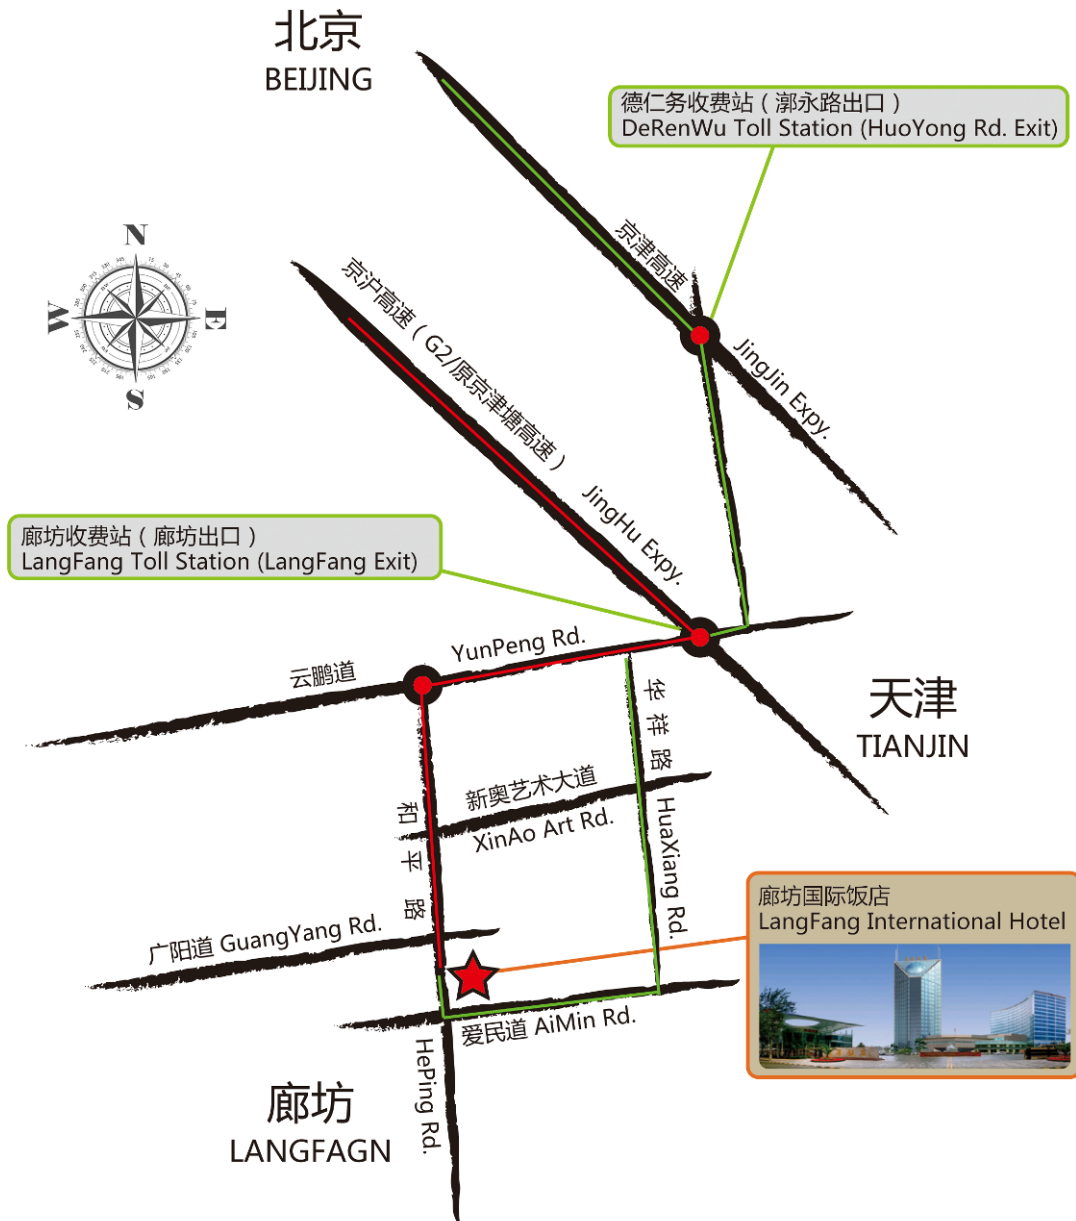 北京
BEIJING
德仁务收费站（漷永路出口）
DeRenWu Toll Station (HuoYong Rd. Exit)
N
W
E
S
京津高速
JingJin Expy.
京沪高速（G2/原京津塘高速）
JingHu Expy.
廊坊收费站（廊坊出口）
LangFang Toll Station (LangFang Exit)
云鹏道
YunPeng Rd.
天津
TIANJIN
华祥路
HuaXiang Rd.
新奥艺术大道
XinAo Art Rd.
和平路
HePing Rd.
广阳道 GuangYang Rd.
廊坊国际饭店
LangFang International Hotel
爱民道 AiMin Rd.
廊坊
LANGFAGN